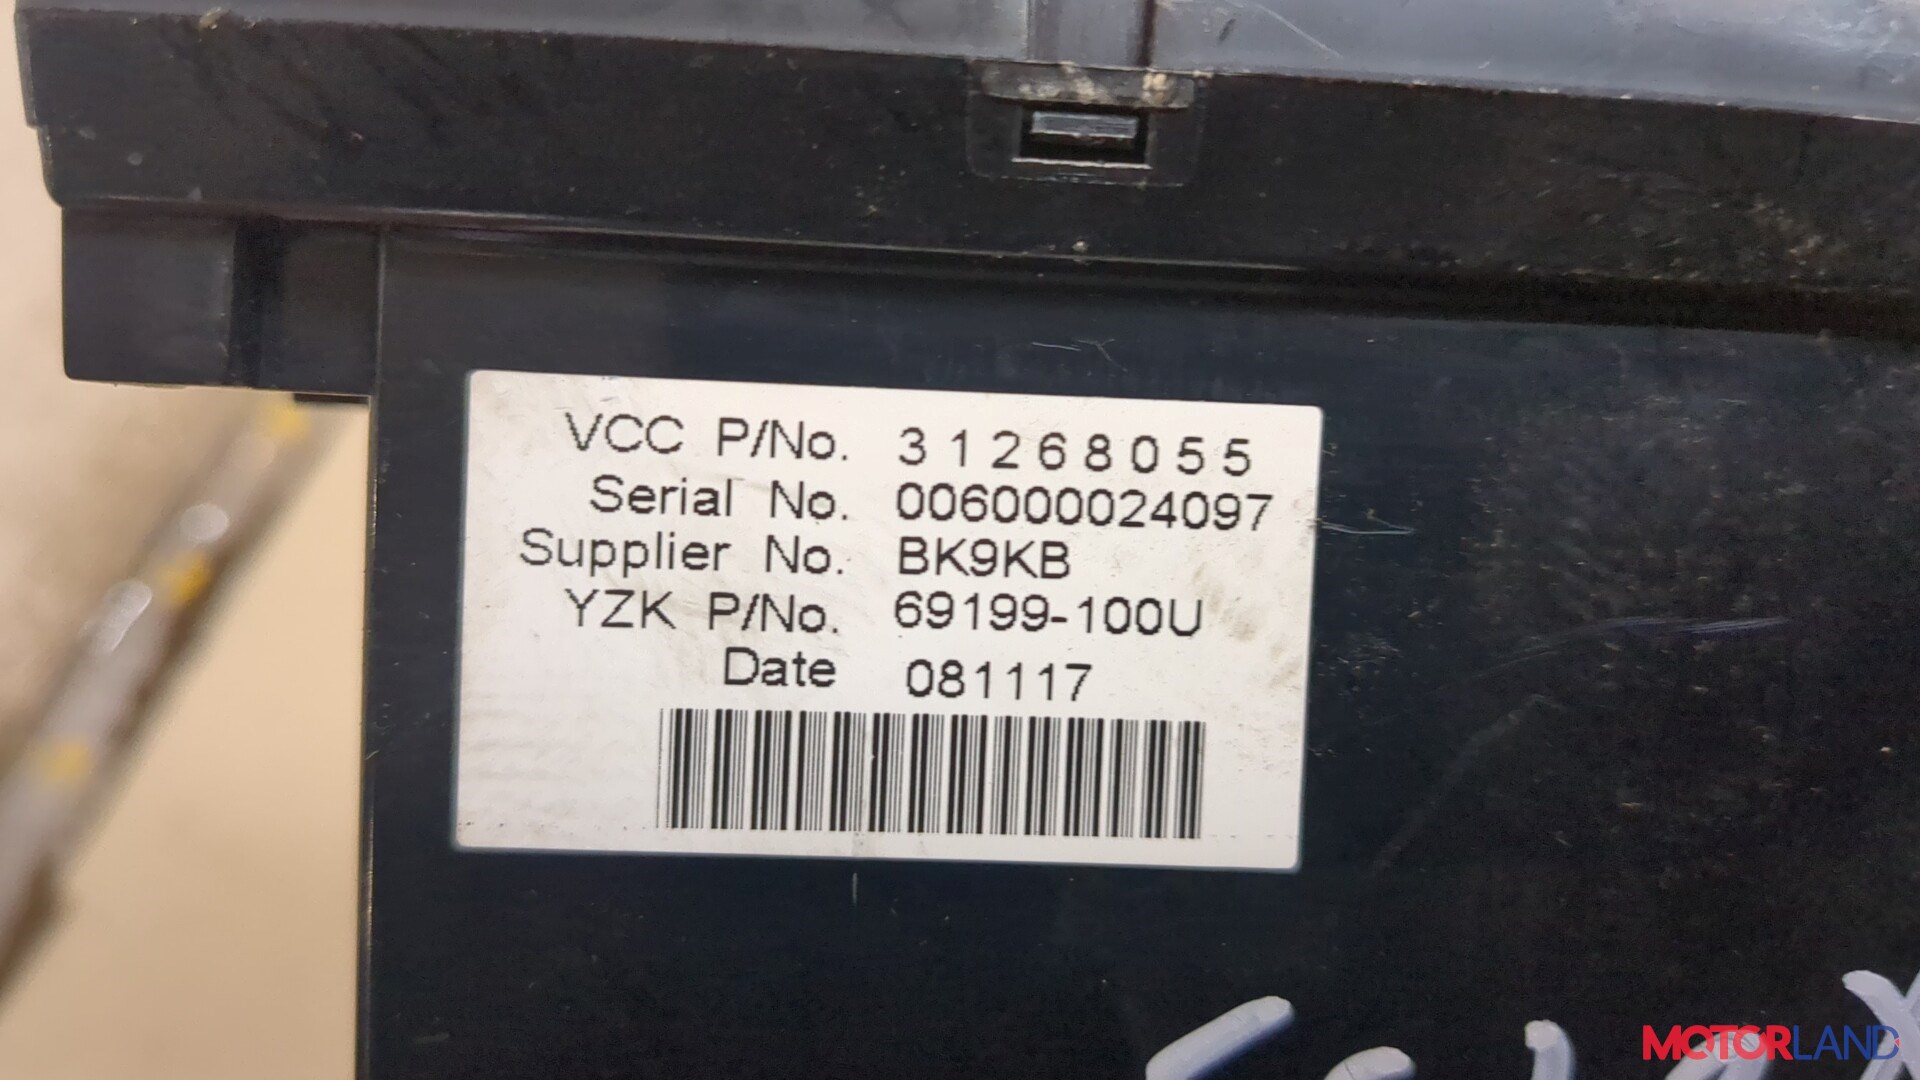 VCC P/No. 31268055
Serial No. 006000024097
Supplier No. BK9KB
YZK P/No. 69199-100U
Date 081117
MOTORLAND